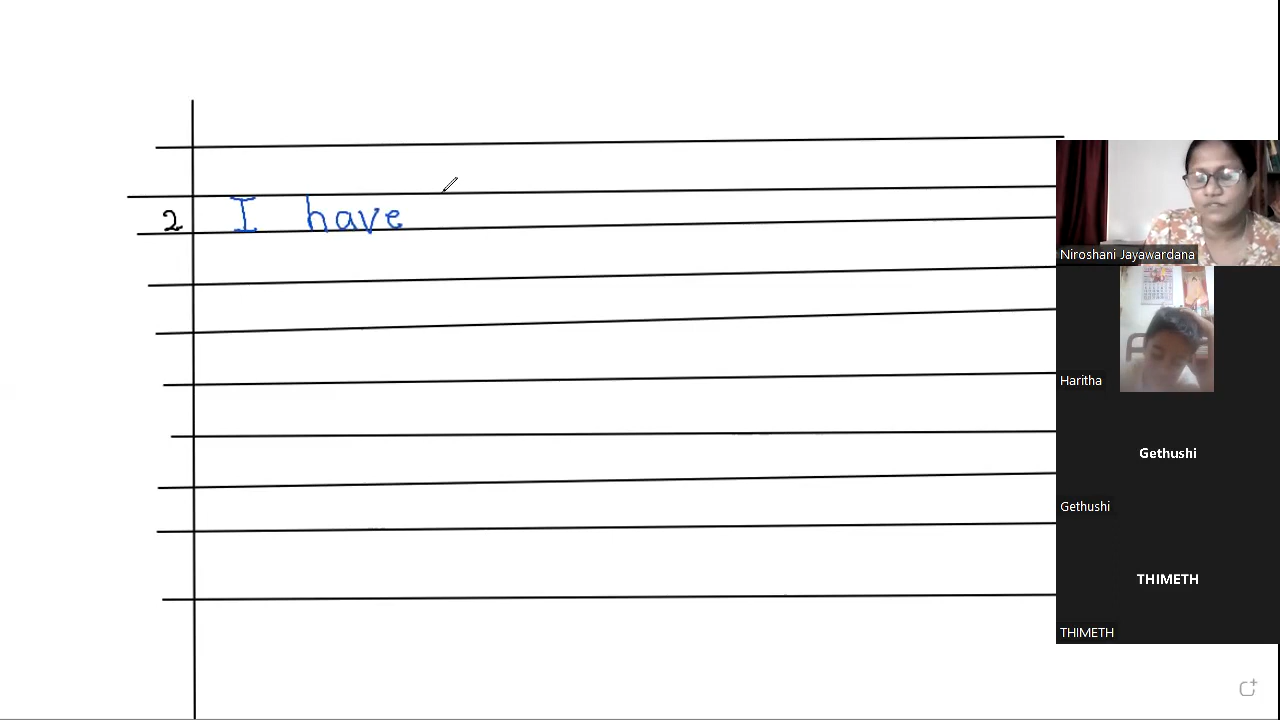 2 I have
Niroshani Jayawardana
Haritha
Gethushi
Gethushi
THIMETH
THIMETH